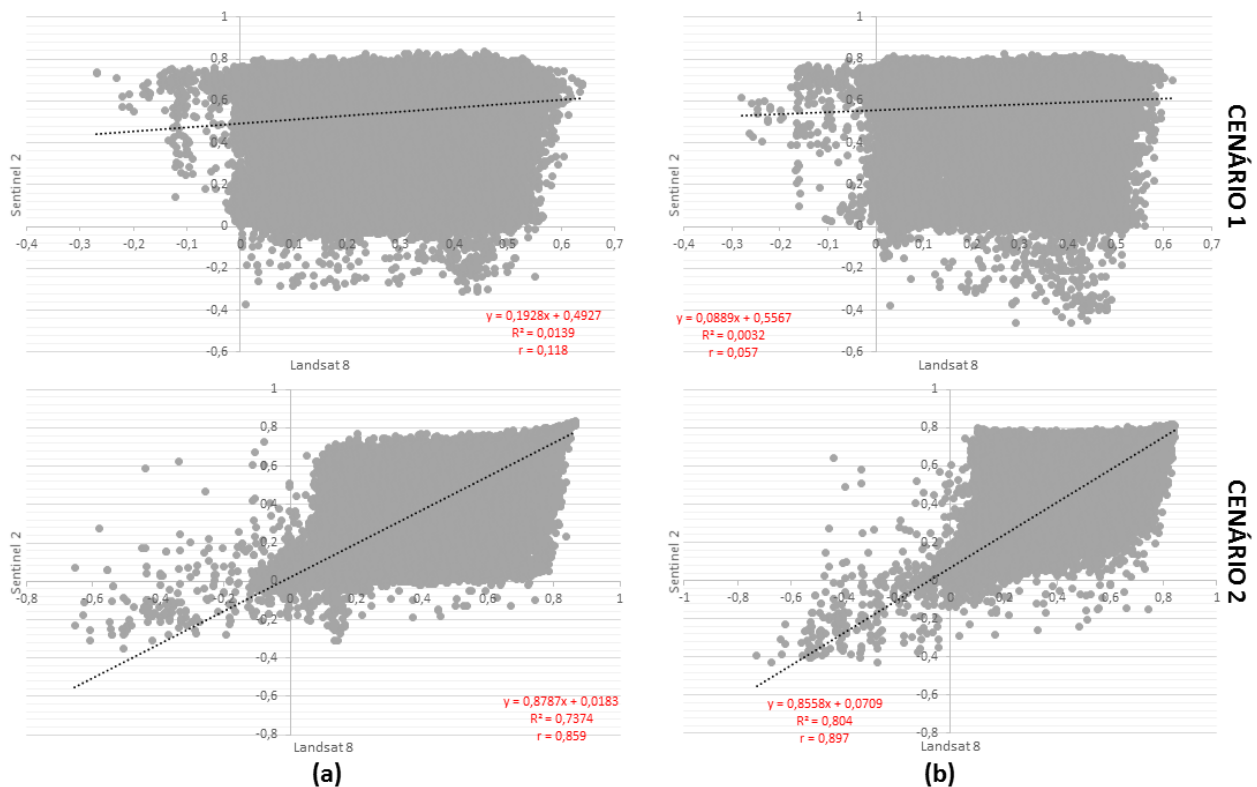 1
0,8
0,6
0,4
0,2
0
-0,2
-0,4
-0,6
-0,4 -0,3 -0,2 -0,1 0 0,1 0,2 0,3 0,4 0,5 0,6 0,7
Sentinel 2
Landsat 8
y = 0,1928x + 0,4927
R² = 0,0139
r = 0,118
1
0,8
0,6
0,4
0,2
0
-0,2
-0,4
-0,6
-0,4 -0,3 -0,2 -0,1 0 0,1 0,2 0,3 0,4 0,5 0,6 0,7
Sentinel 2
Landsat 8
y = 0,0889x + 0,5567
R² = 0,0032
r = 0,057
CENÁRIO 1
1
0,8
0,6
0,4
0,2
0
-0,2
-0,4
-0,6
-0,8
-0,8 -0,6 -0,4 -0,2 0,0 0,2 0,4 0,6 0,8 1
Sentinel 2
Landsat 8
y = 0,8787x + 0,0183
R² = 0,7374
r = 0,859
1
0,8
0,6
0,4
0,2
0
-0,2
-0,4
-0,6
-0,8
-1 -0,8 -0,6 -0,4 -0,2 0,0 0,2 0,4 0,6 0,8 1
Sentinel 2
Landsat 8
y = 0,8558x + 0,0709
R² = 0,804
r = 0,897
CENÁRIO 2
(a)
(b)